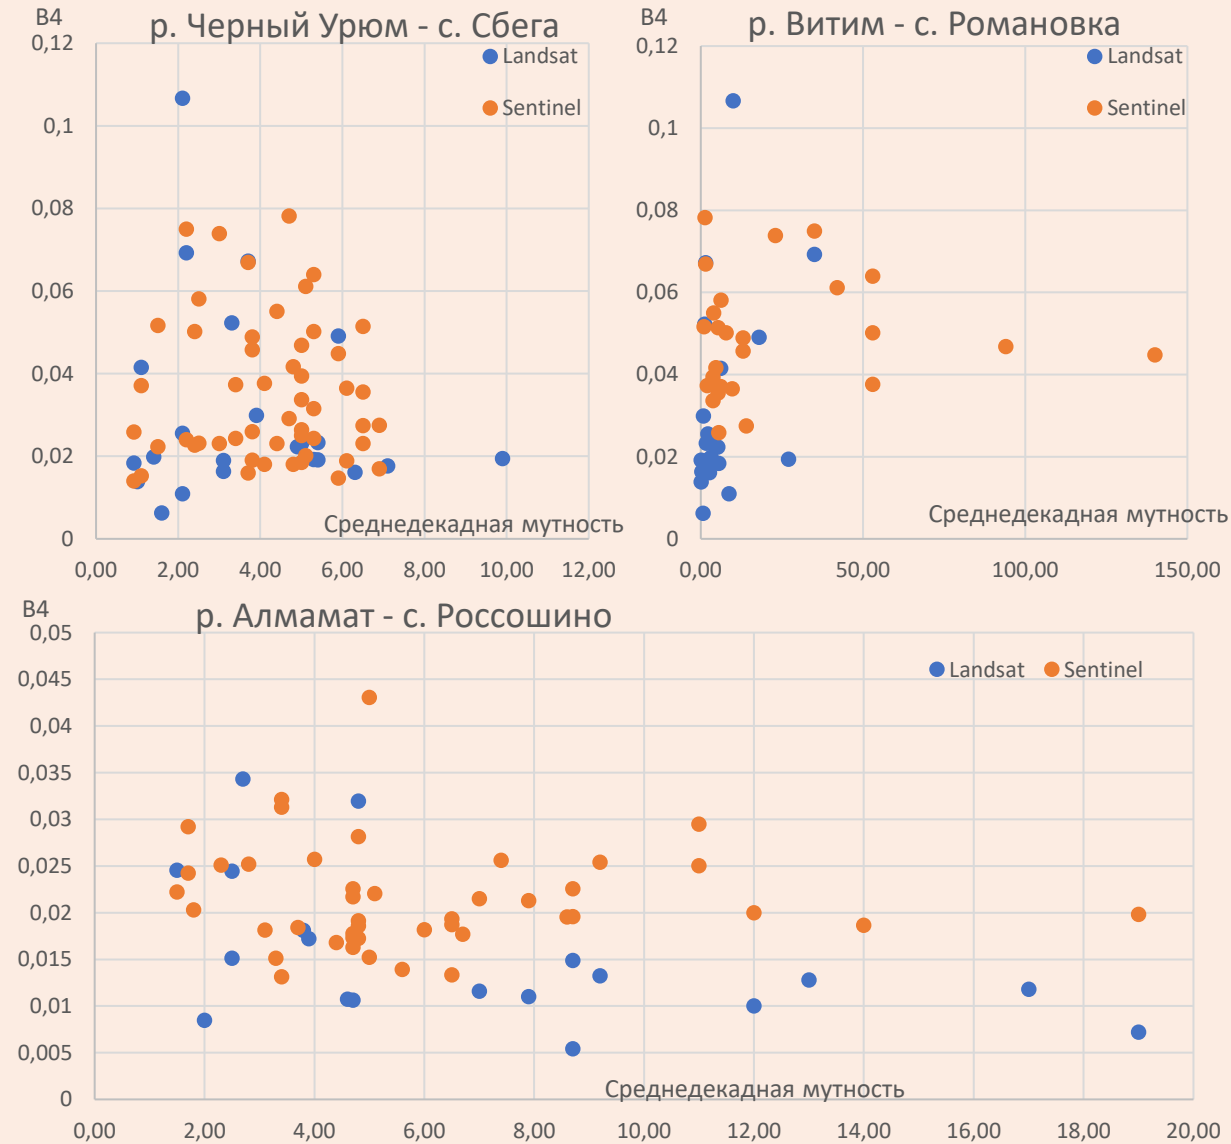 B4
р. Черный Урюм - с. Сбега
0,12
Landsat
Sentinel
0,1
0,08
0,06
0,04
0,02
0
Среднедекадная мутность
0,00 2,00 4,00 6,00 8,00 10,00 12,00
B4
р. Витим - с. Романовка
0,12
Landsat
Sentinel
0,1
0,08
0,06
0,04
0,02
0
Среднедекадная мутность
0,00 50,00 100,00 150,00
B4
р. Алмамат - с. Россошино
0,05
Landsat Sentinel
0,045
0,04
0,035
0,03
0,025
0,02
0,015
0,01
0,005
0
Среднедекадная мутность
0,00 2,00 4,00 6,00 8,00 10,00 12,00 14,00 16,00 18,00 20,00